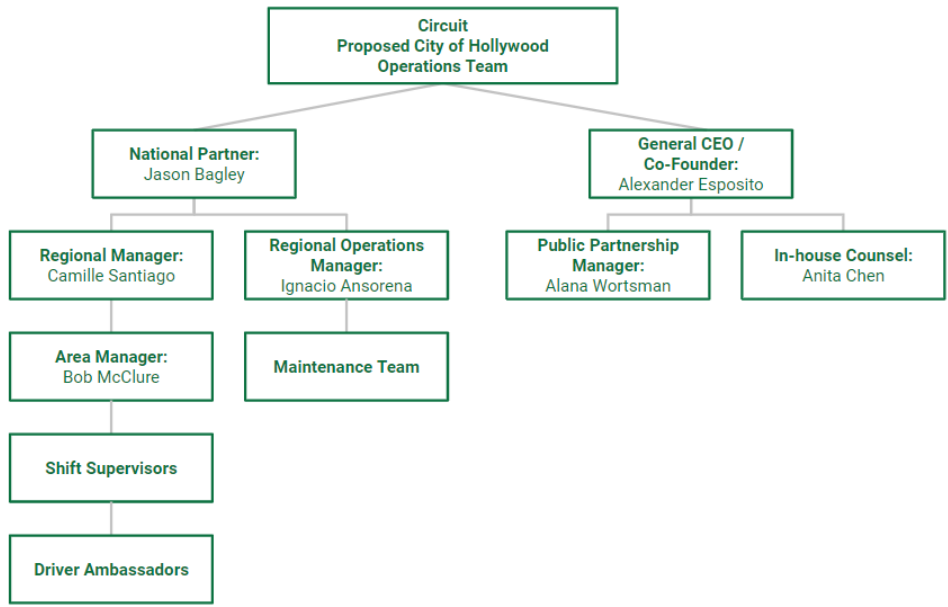 Circuit
Proposed City of Hollywood
Operations Team
National Partner:
Jason Bagley
General CEO /
Co-Founder:
Alexander Esposito
Regional Manager:
Camille Santiago
Regional Operations
Manager:
Ignacio Ansorena
Public Partnership
Manager:
Alana Wortsman
In-house Counsel:
Anita Chen
Area Manager:
Bob McClure
Maintenance Team
Shift Supervisors
Driver Ambassadors